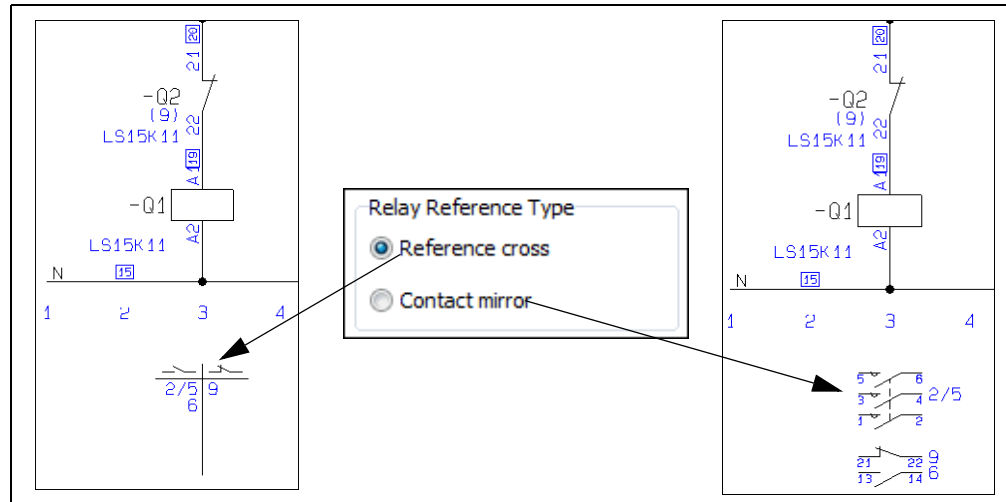 20
21
-Q2
(9)
22
LS15K11
19
A1
-Q1
A2
LS15K11
N
15
1 2 3 4
2/5 9
6
Relay Reference Type
Reference cross
Contact mirror
20
21
-Q2
(9)
22
LS15K11
19
A1
-Q1
A2
LS15K11
N
15
1 2 3 4
5 6
3 4 2/5
1 2
21 22 9
13 14 6